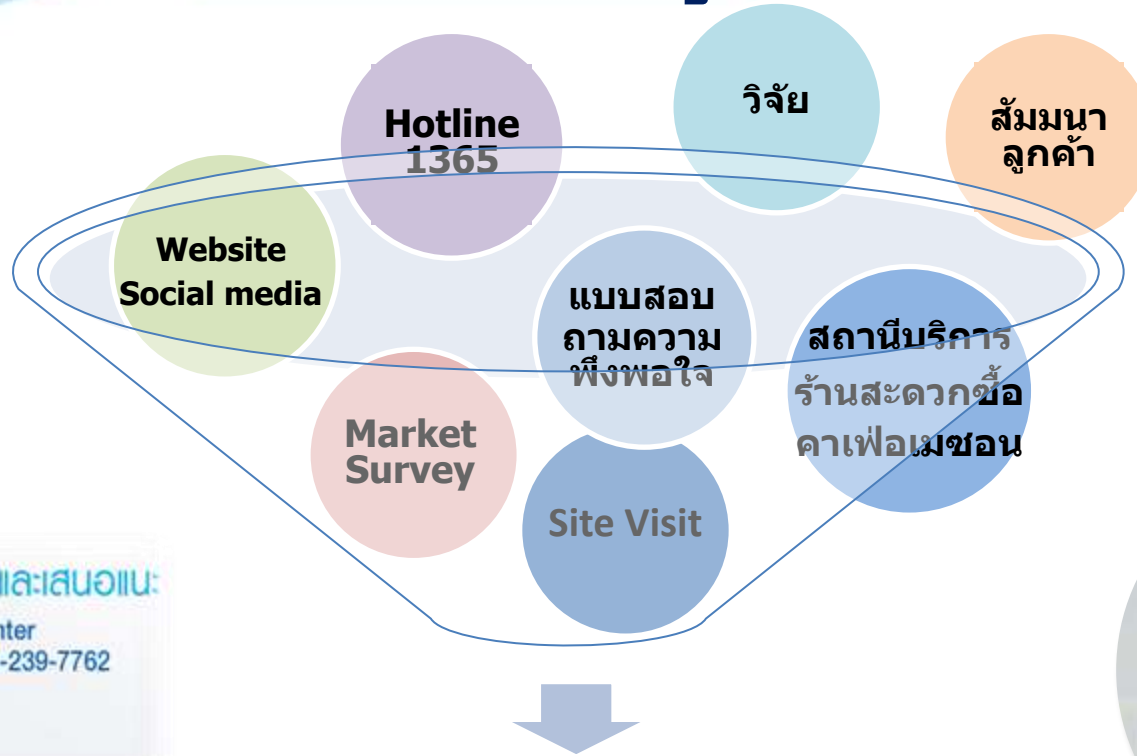 Hotline
1365
วิจัย
สัมมนา
ลูกค้า
Website
Social media
แบบสอบ
ถามความ
พึงพอใจ
สถานีบริการ
ร้านสะดวกซื้อ
คาเฟ่อเมซอน
Market
Survey
Site Visit
และเสนอแนะ
-239-7762